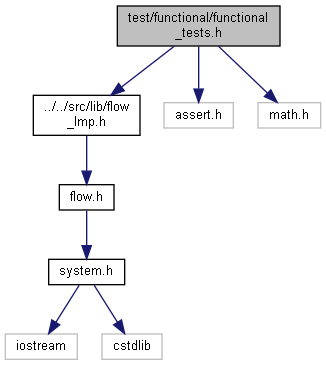 test/functional/functional
_tests.h
../../src/lib/flow
_Imp.h
assert.h
math.h
flow.h
system.h
iostream
cstdlib